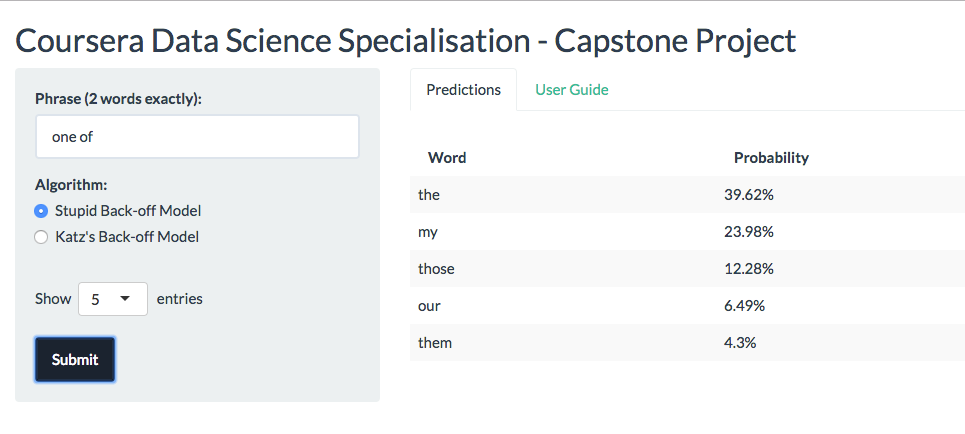 Coursera Data Science Specialisation - Capstone Project
Phrase (2 words exactly):
one of
Algorithm:
Stupid Back-off Model
Katz's Back-off Model
Show 5 entries
Submit
Predictions User Guide
Word Probability
the 39.62%
my 23.98%
those 12.28%
our 6.49%
them 4.3%